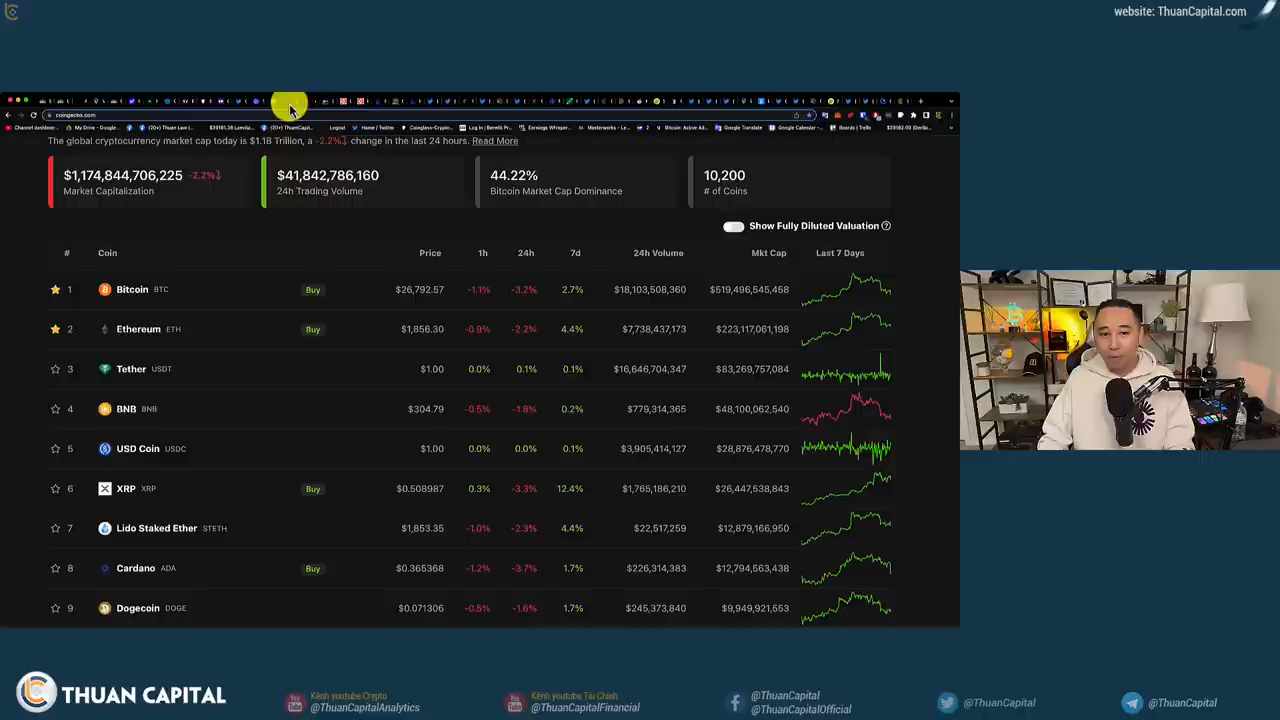 website: ThuanCapital.com
coingecko.com
The global cryptocurrency market cap today is $1.18 Trillion, a -2.2% change in the last 24 hours. Read More
$1,174,844,706,225 -2.2%
Market Capitalization
$41,842,786,160
24h Trading Volume
44.22%
Bitcoin Market Cap Dominance
10,200
# of Coins
Show Fully Diluted Valuation
# Coin Price 1h 24h 7d 24h Volume Mkt Cap Last 7 Days
1 Bitcoin BTC Buy $26,792.57 -1.1% -3.2% 2.7% $18,103,508,360 $519,496,545,458
2 Ethereum ETH Buy $1,856.30 -0.9% -2.2% 4.4% $7,738,437,173 $223,117,061,198
3 Tether USDT $1.00 0.0% 0.1% 0.1% $16,646,704,347 $83,269,757,084
4 BNB BNB $304.79 -0.5% -1.8% 0.2% $779,314,365 $48,100,062,540
5 USD Coin USDC $1.00 0.0% 0.0% 0.1% $3,905,414,127 $28,876,478,770
6 XRP XRP Buy $0.508987 0.3% -3.3% 12.4% $1,765,186,210 $26,447,538,843
7 Lido Staked Ether STETH $1,853.35 -1.0% -2.3% 4.4% $22,517,259 $12,879,166,950
8 Cardano ADA Buy $0.365368 -1.2% -3.7% 1.7% $226,314,383 $12,794,563,438
9 Dogecoin DOGE $0.071306 -0.5% -1.6% 1.7% $245,373,840 $9,949,921,553
THUAN CAPITAL
Kênh youtube Crypto
@ThuanCapitalAnalytics
Kênh youtube Tài Chính
@ThuanCapitalFinancial
@ThuanCapital
@ThuanCapitalOfficial
@ThuanCapital
@ThuanCapital